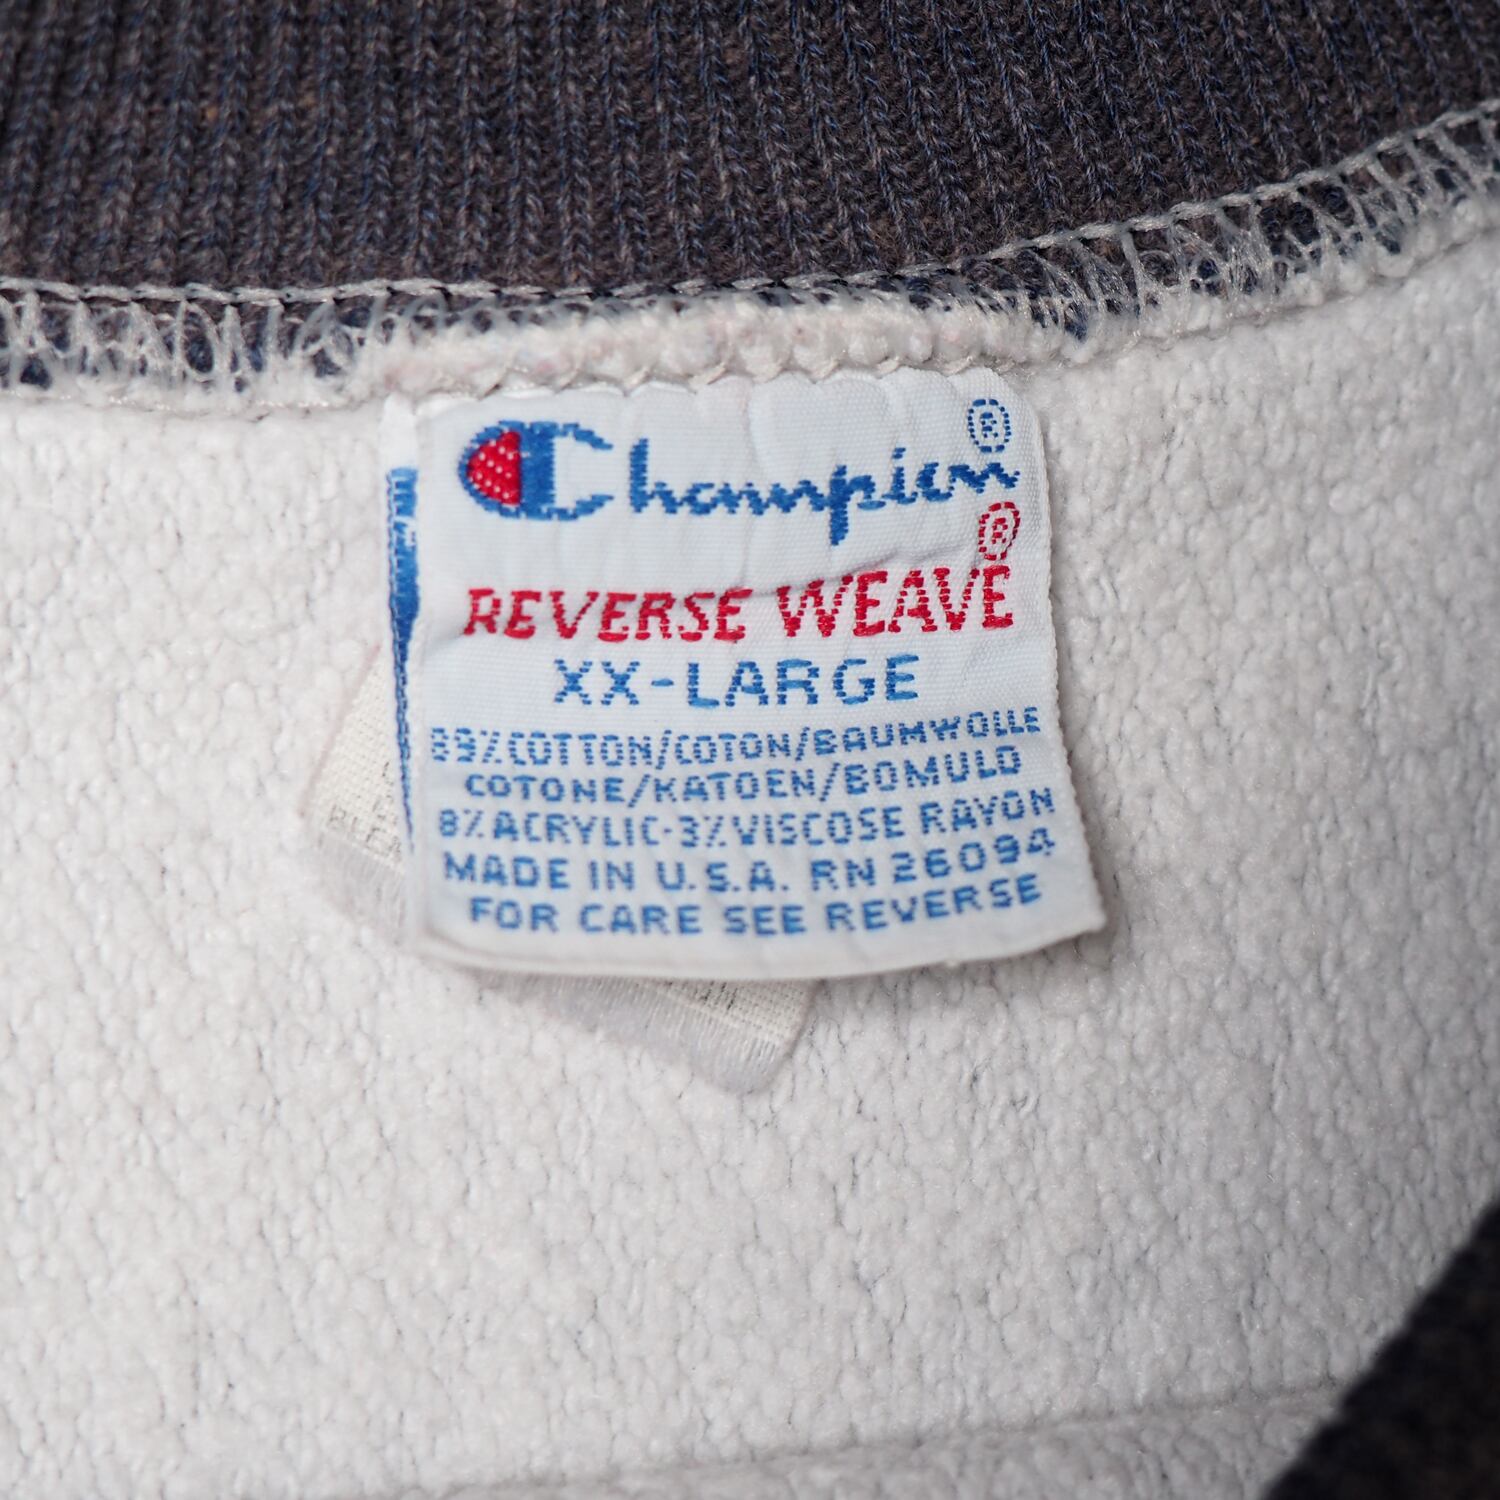 Champion®
REVERSE WEAVE®
XX-LARGE
89% COTTON/COTON/BAUMWOLLE
COTONE/KATOEN/BOMULD
8% ACRYLIC-3% VISCOSE RAYON
MADE IN U.S.A. RN 26094
FOR CARE SEE REVERSE